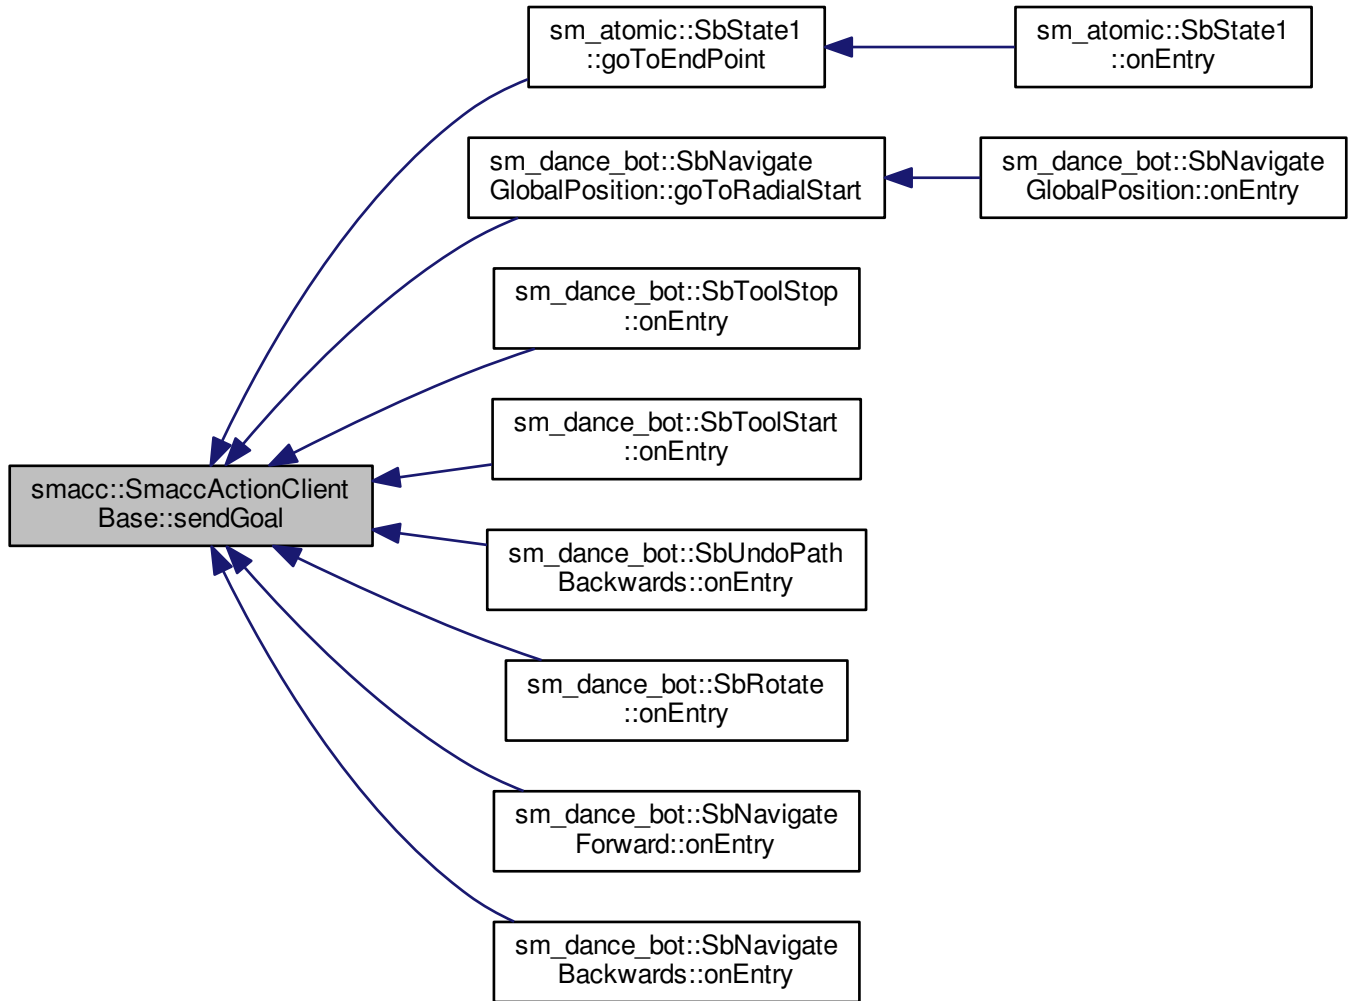 sm_atomic::SbState1
::goToEndPoint
sm_atomic::SbState1
::onEntry
sm_dance_bot::SbNavigate
GlobalPosition::goToRadialStart
sm_dance_bot::SbNavigate
GlobalPosition::onEntry
sm_dance_bot::SbToolStop
::onEntry
sm_dance_bot::SbToolStart
::onEntry
smacc::SmaccActionClient
Base::sendGoal
sm_dance_bot::SbUndoPath
Backwards::onEntry
sm_dance_bot::SbRotate
::onEntry
sm_dance_bot::SbNavigate
Forward::onEntry
sm_dance_bot::SbNavigate
Backwards::onEntry